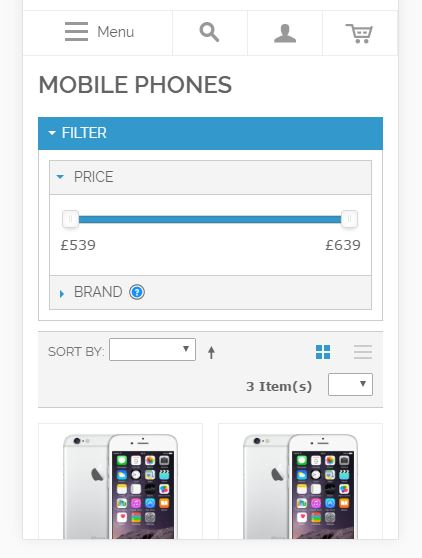 Menu
MOBILE PHONES
FILTER
PRICE
£539 £639
BRAND ?
SORT BY:
3 Item(s)